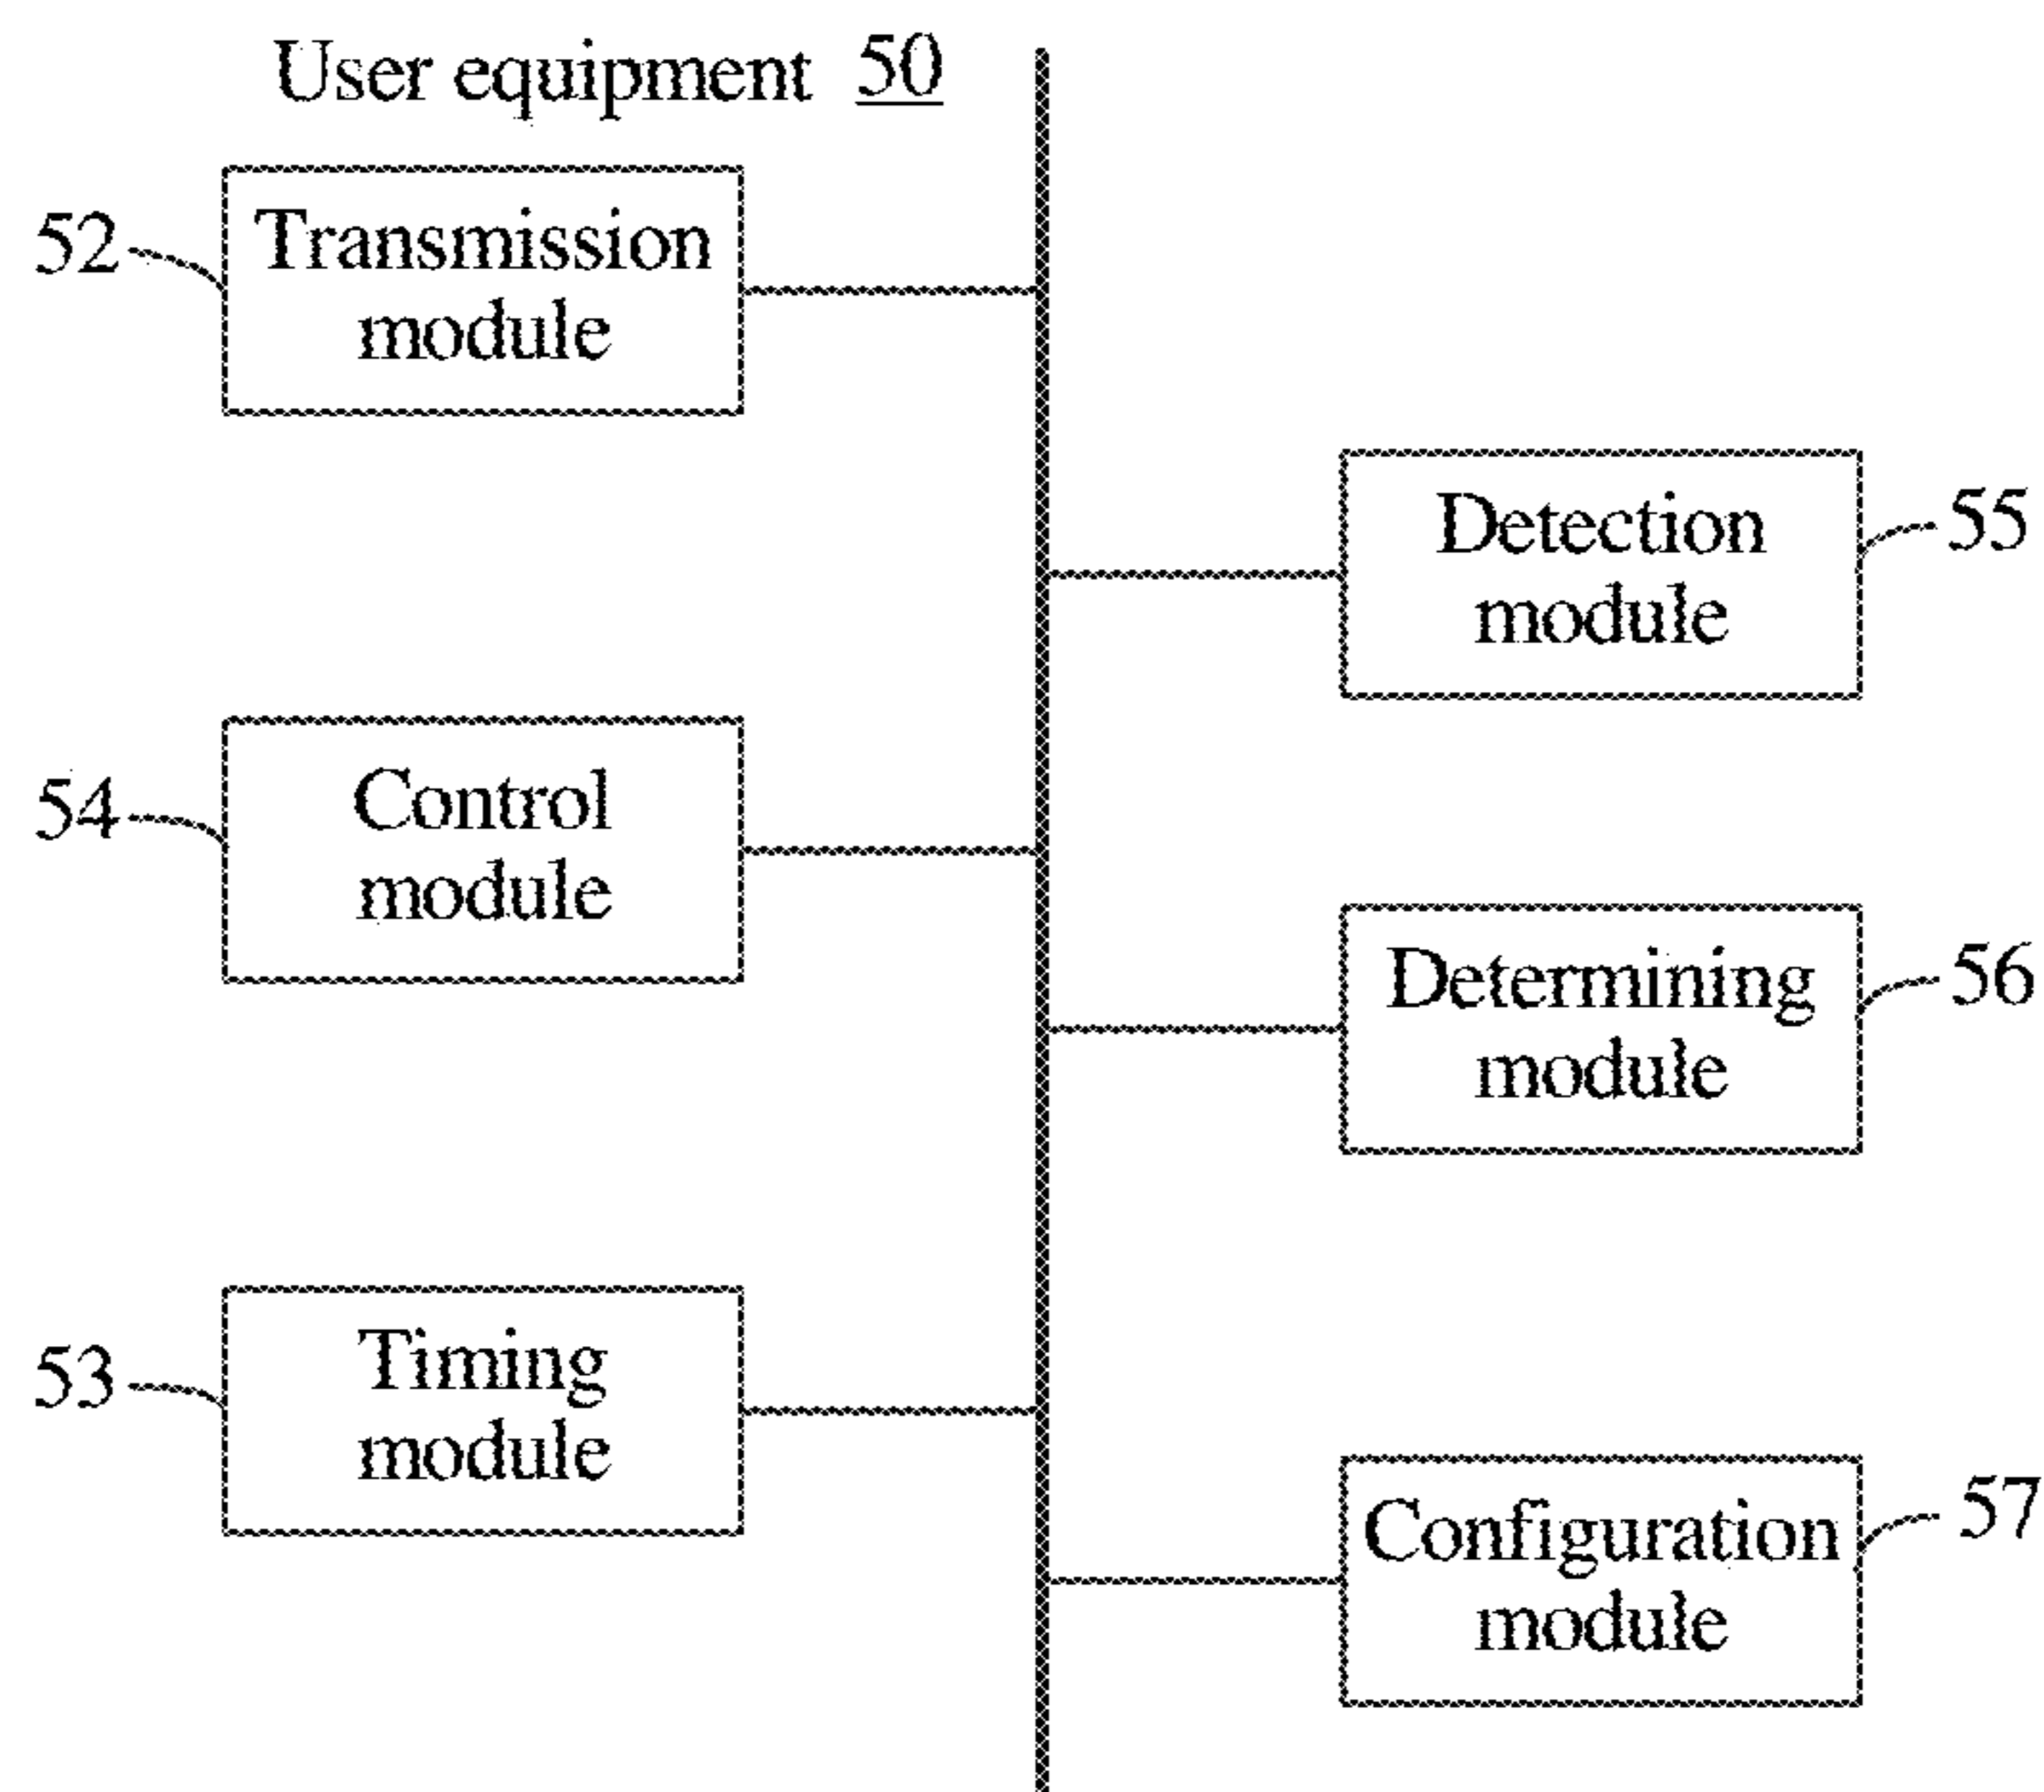 User equipment 50
52
Transmission
module
Detection
module
55
54
Control
module
Determining
module
56
53
Timing
module
Configuration
module
57